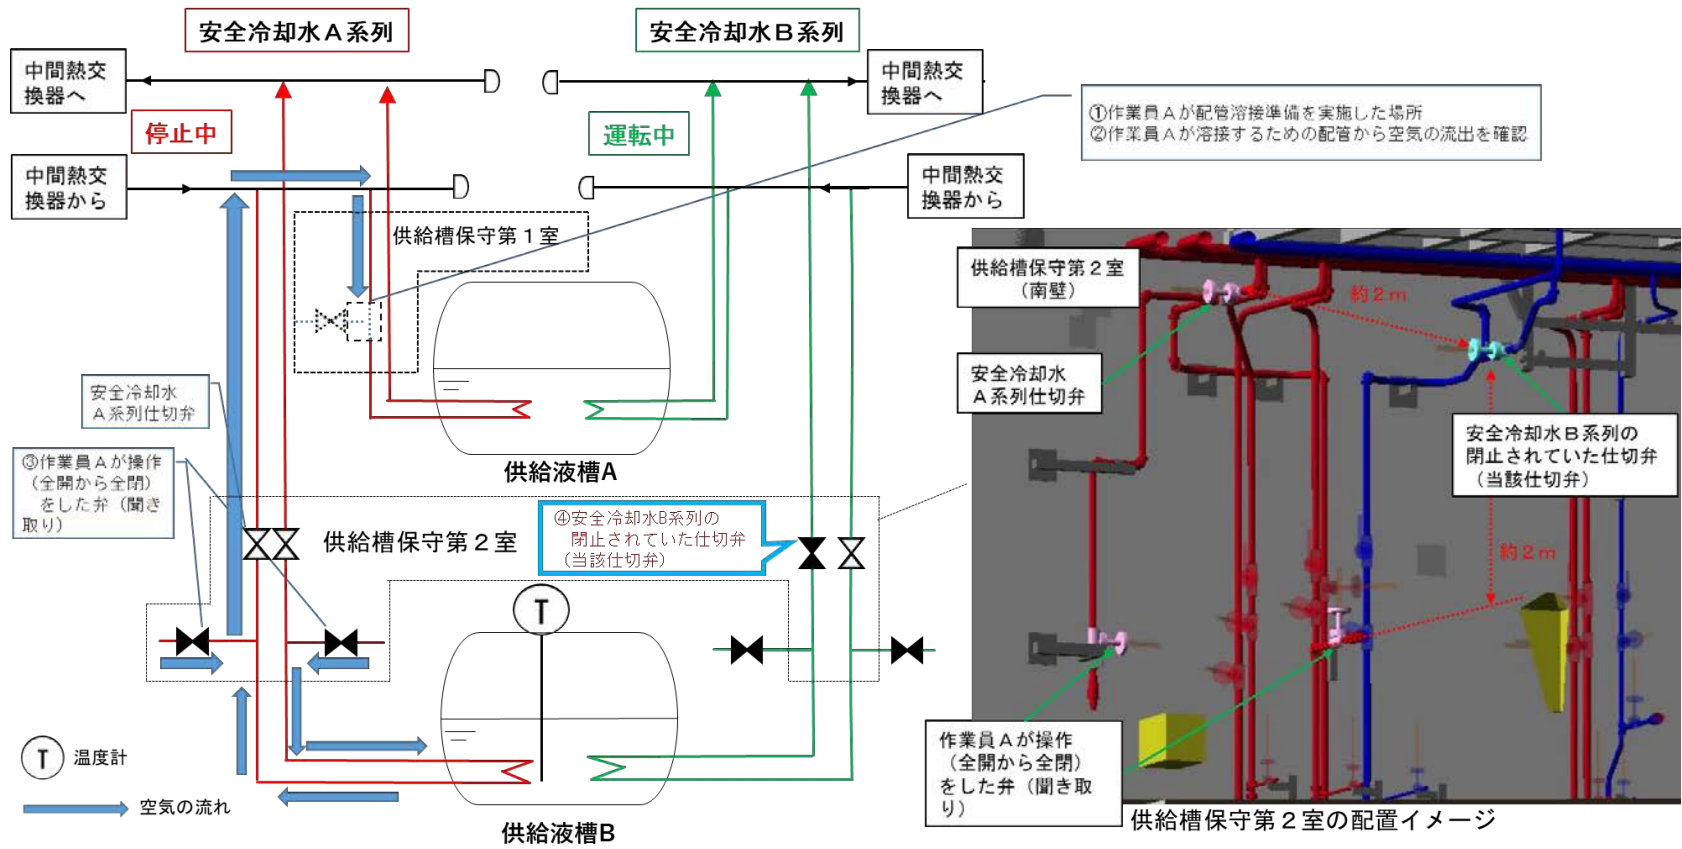 安全冷却水A系列
安全冷却水B系列
中間熱交
換器へ
中間熱交
換器へ
停止中
運転中
①作業員Aが配管溶接準備を実施した場所
②作業員Aが溶接するための配管から空気の流出を確認
中間熱交
換器から
中間熱交
換器から
供給槽保守第1室
供給槽保守第2室
(南壁)
約2m
安全冷却水
A系列仕切弁
安全冷却水
A系列仕切弁
安全冷却水B系列の
閉止されていた仕切弁
(当該仕切弁)
③作業員Aが操作
(全開から全閉)
をした弁(聞き
取り)
供給液槽A
供給槽保守第2室
④安全冷却水B系列の
閉止されていた仕切弁
(当該仕切弁)
約2m
T
作業員Aが操作
(全開から全閉)
をした弁(聞き取
り)
T 温度計
空気の流れ
供給液槽B
供給槽保守第2室の配置イメージ